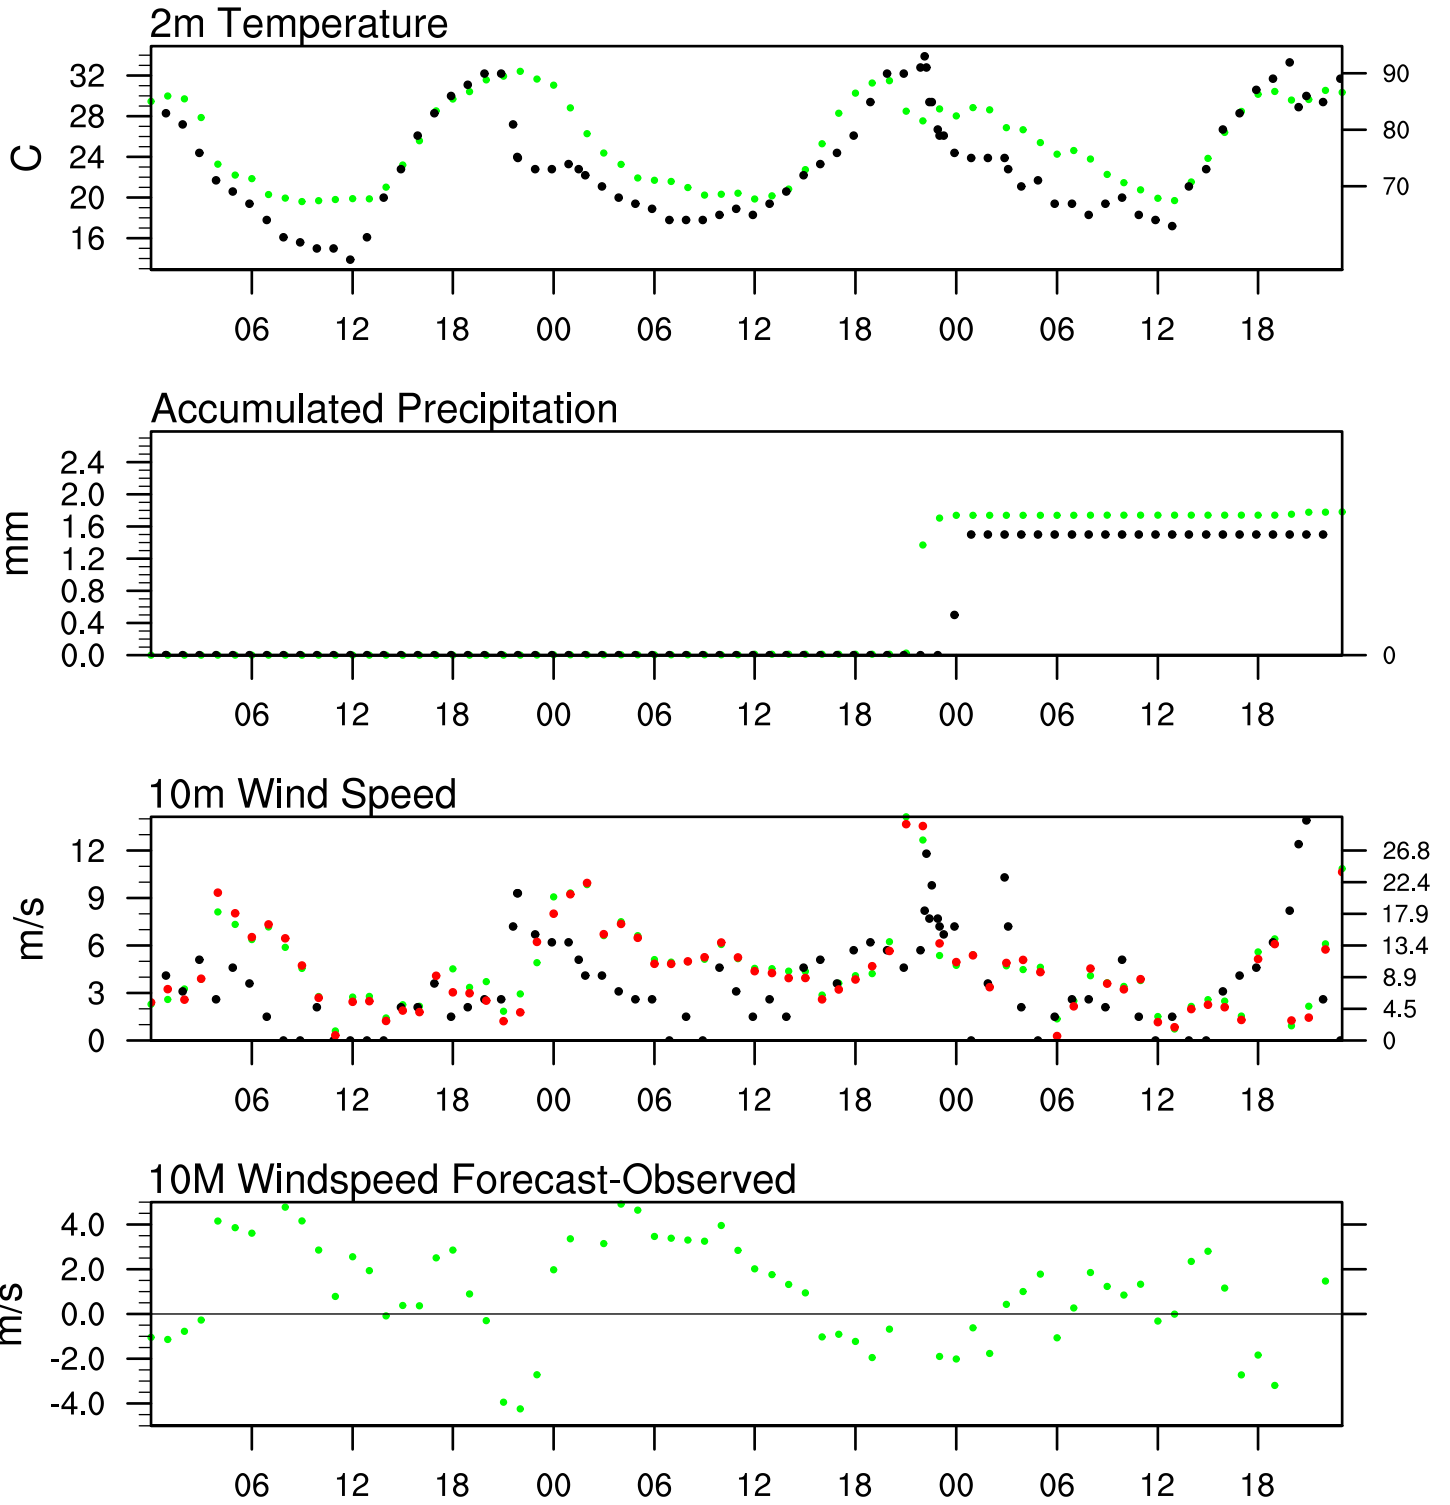 2m Temperature
C
32
28
24
20
16
90
80
70
06 12 18 00 06 12 18 00 06 12 18
Accumulated Precipitation
mm
2.4
2.0
1.6
1.2
0.8
0.4
0.0
0
06 12 18 00 06 12 18 00 06 12 18
10m Wind Speed
m/s
12
9
6
3
0
26.8
22.4
17.9
13.4
8.9
4.5
0
06 12 18 00 06 12 18 00 06 12 18
10M Windspeed Forecast-Observed
m/s
4.0
2.0
0.0
-2.0
-4.0
06 12 18 00 06 12 18 00 06 12 18